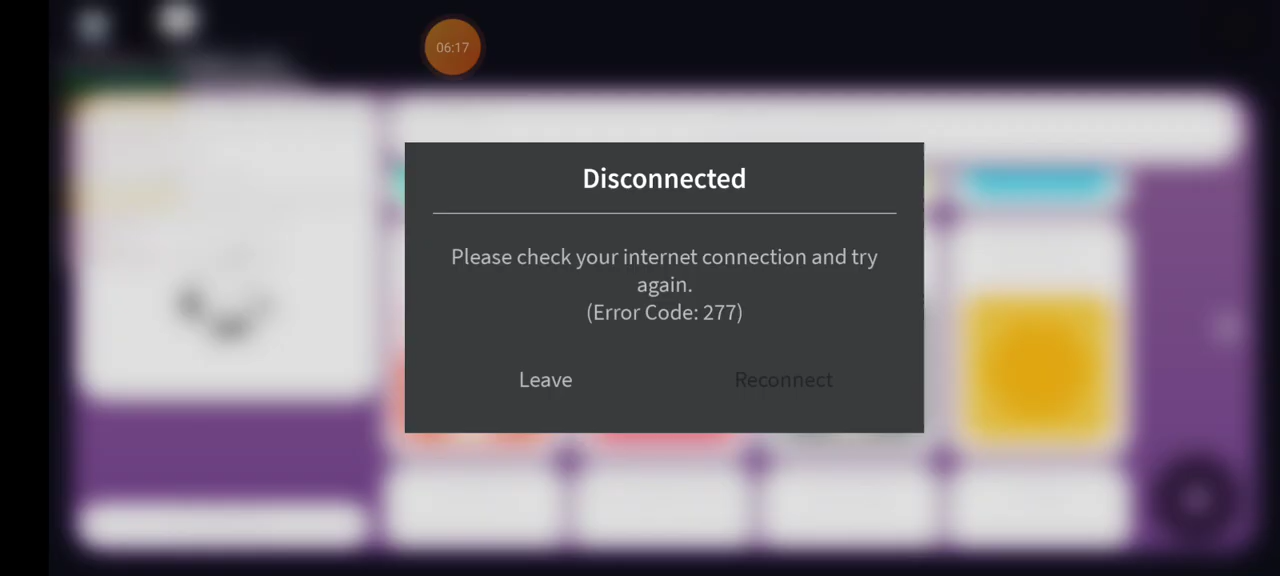 06:17
Disconnected
Please check your internet connection and try
again.
(Error Code: 277)
Leave
Reconnect